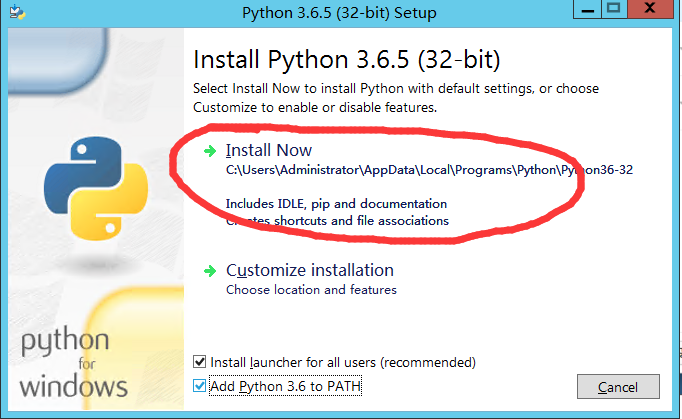 Python 3.6.5 (32-bit) Setup
Install Python 3.6.5 (32-bit)
Select Install Now to install Python with default settings, or choose
Customize to enable or disable features.
Install Now
C:\Users\Administrator\AppData\Local\Programs\Python\Python36-32
Includes IDLE, pip and documentation
Creates shortcuts and file associations
Customize installation
Choose location and features
python
for
windows
Install launcher for all users (recommended)
Add Python 3.6 to PATH
Cancel